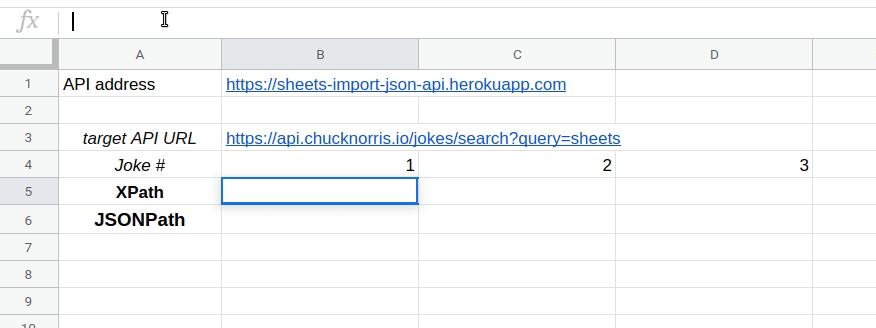 fx
A B C D
1 API address https://sheets-import-json-api.herokuapp.com
2
3 target API URL https://api.chucknorris.io/jokes/search?query=sheets
4 Joke # 1 2 3
5 XPath
6 JSONPath
7
8
9
10